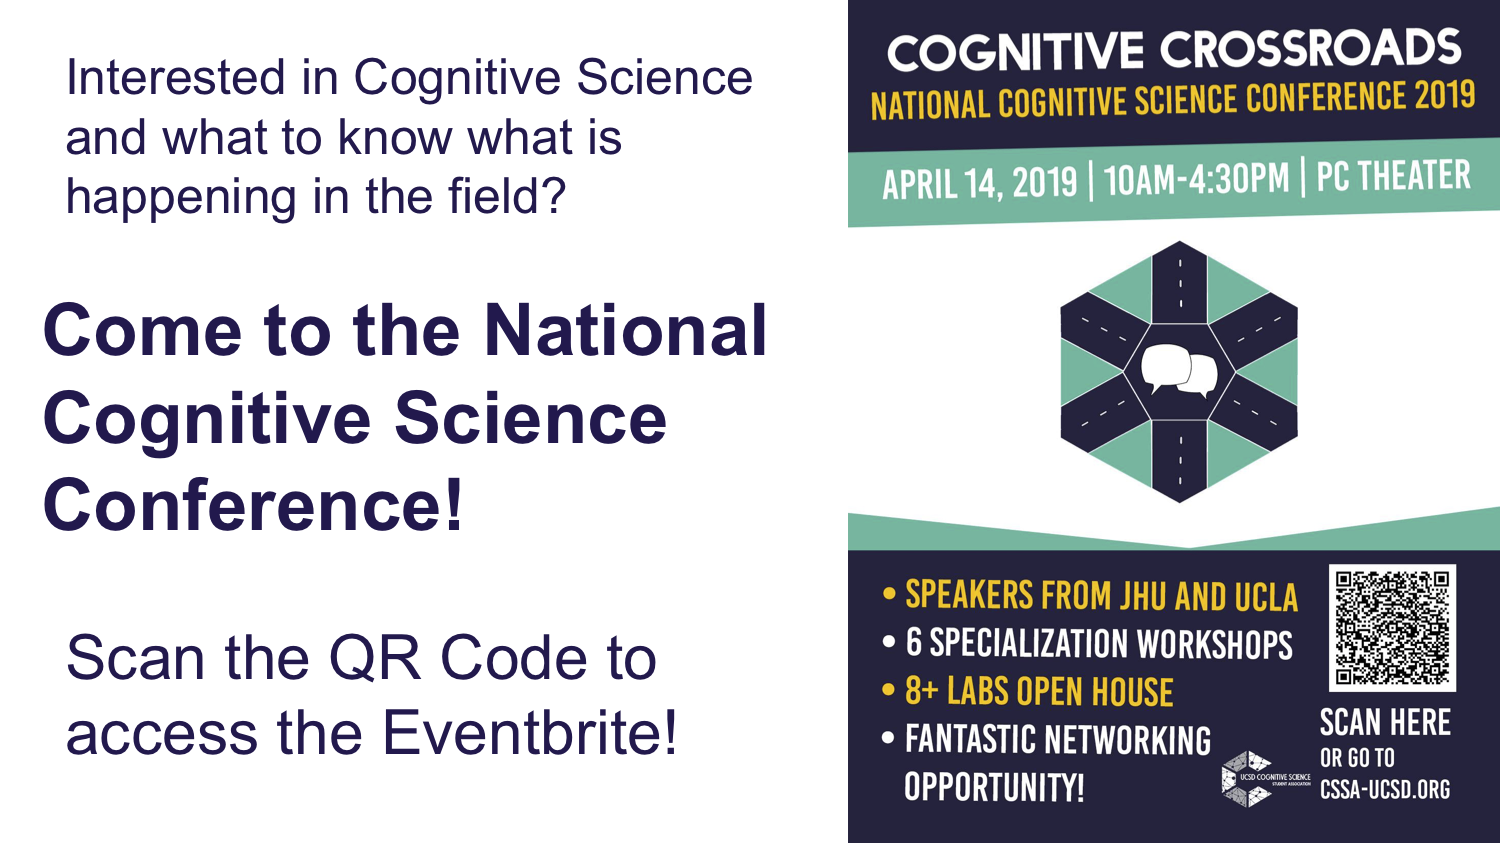 Interested in Cognitive Science
and what to know what is
happening in the field?
Come to the National
Cognitive Science
Conference!
Scan the QR Code to
access the Eventbrite!
COGNITIVE CROSSROADS
NATIONAL COGNITIVE SCIENCE CONFERENCE 2019
APRIL 14, 2019 | 10AM-4:30PM | PC THEATER
• SPEAKERS FROM JHU AND UCLA
• 6 SPECIALIZATION WORKSHOPS
• 8+ LABS OPEN HOUSE
• FANTASTIC NETWORKING
OPPORTUNITY!
UCSD COGNITIVE SCIENCE
STUDENT ASSOCIATION
SCAN HERE
OR GO TO
CSSA-UCSD.ORG